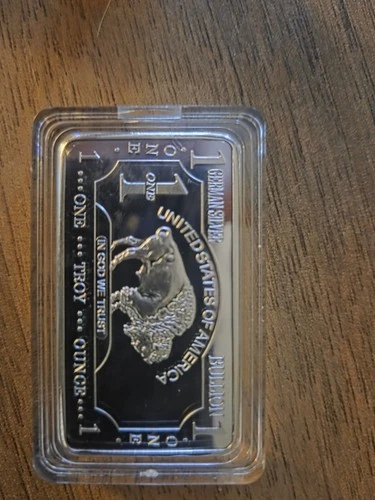 1 GERMAN SILVER BULLION 1
ONE
1
ONE
UNITED STATES OF AMERICA
IN GOD WE TRUST
ONE
1 ... ONE ... TROY ... OUNCE ... 1